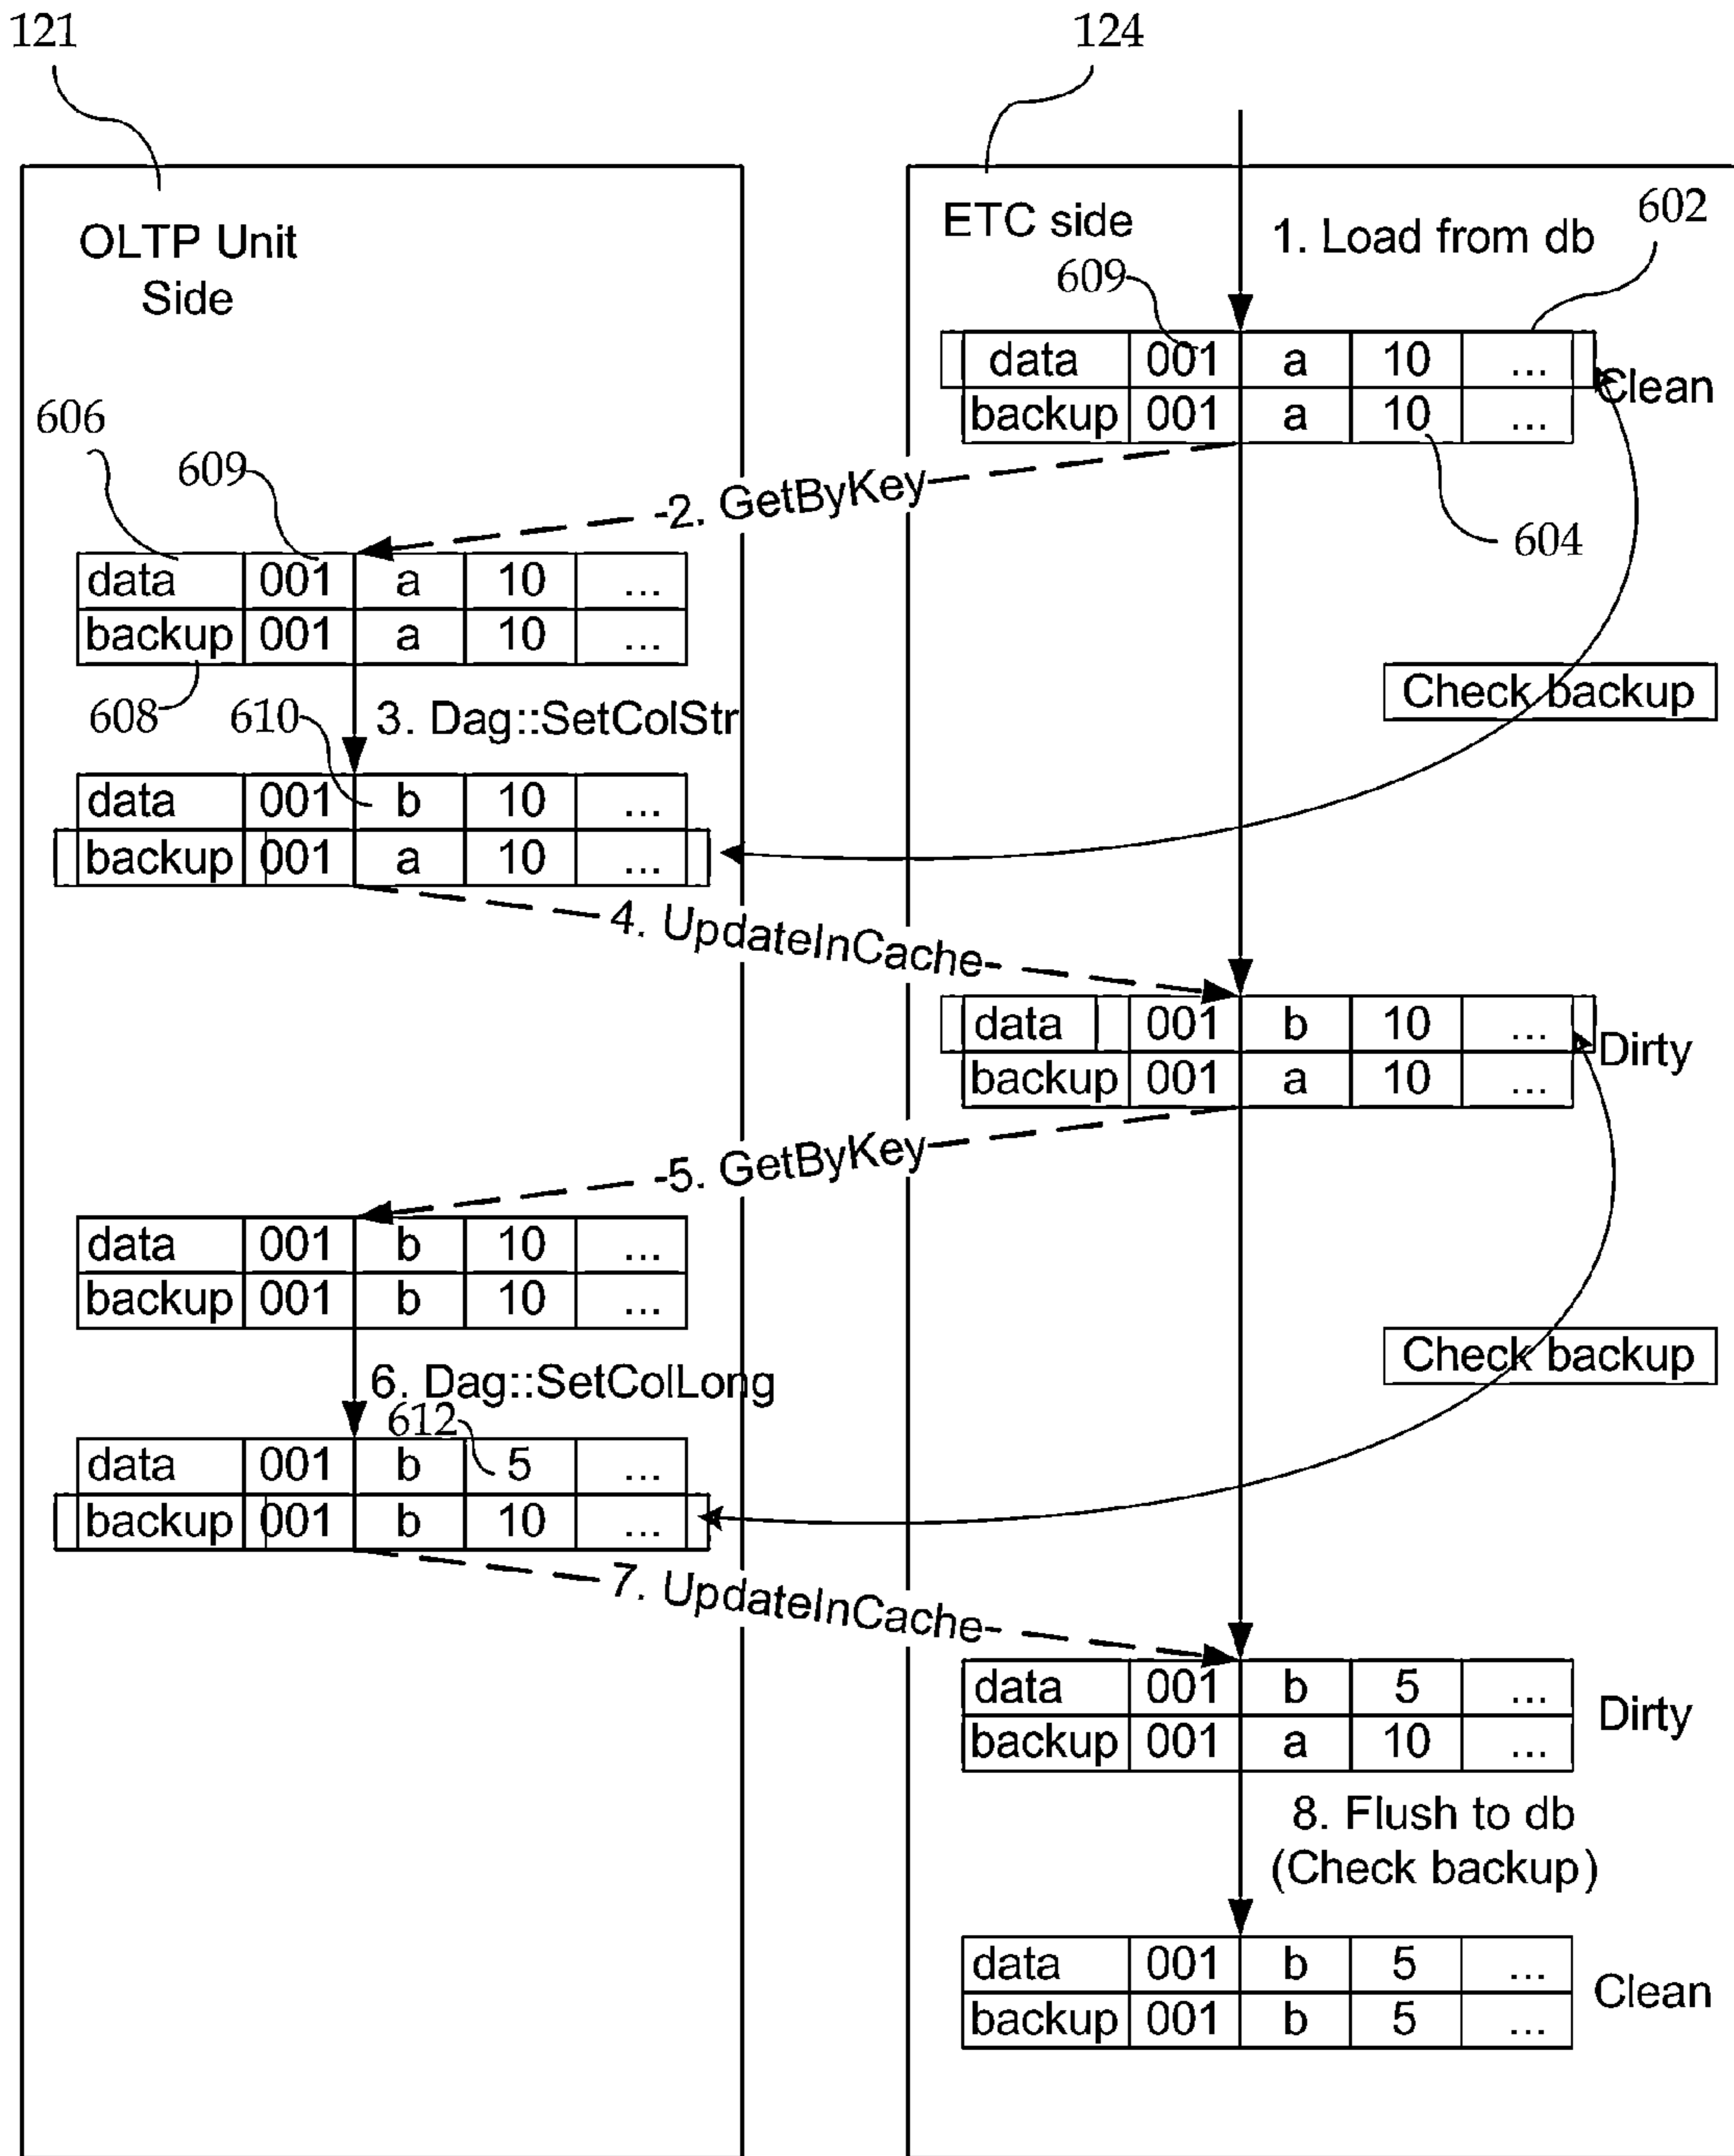 121
124
OLTP Unit
Side
ETC side
1. Load from db
602
609
data 001 a 10 ...
backup 001 a 10 ...
Clean
606
609
2. GetByKey
604
data 001 a 10 ...
backup 001 a 10 ...
Check backup
608
610
3. Dag::SetColStr
data 001 b 10 ...
backup 001 a 10 ...
4. UpdateInCache
data 001 b 10 ...
backup 001 a 10 ...
Dirty
5. GetByKey
data 001 b 10 ...
backup 001 b 10 ...
Check backup
6. Dag::SetColLong
612
data 001 b 5 ...
backup 001 b 10 ...
7. UpdateInCache
data 001 b 5 ...
backup 001 a 10 ...
Dirty
8. Flush to db
(Check backup)
data 001 b 5 ...
backup 001 b 5 ...
Clean